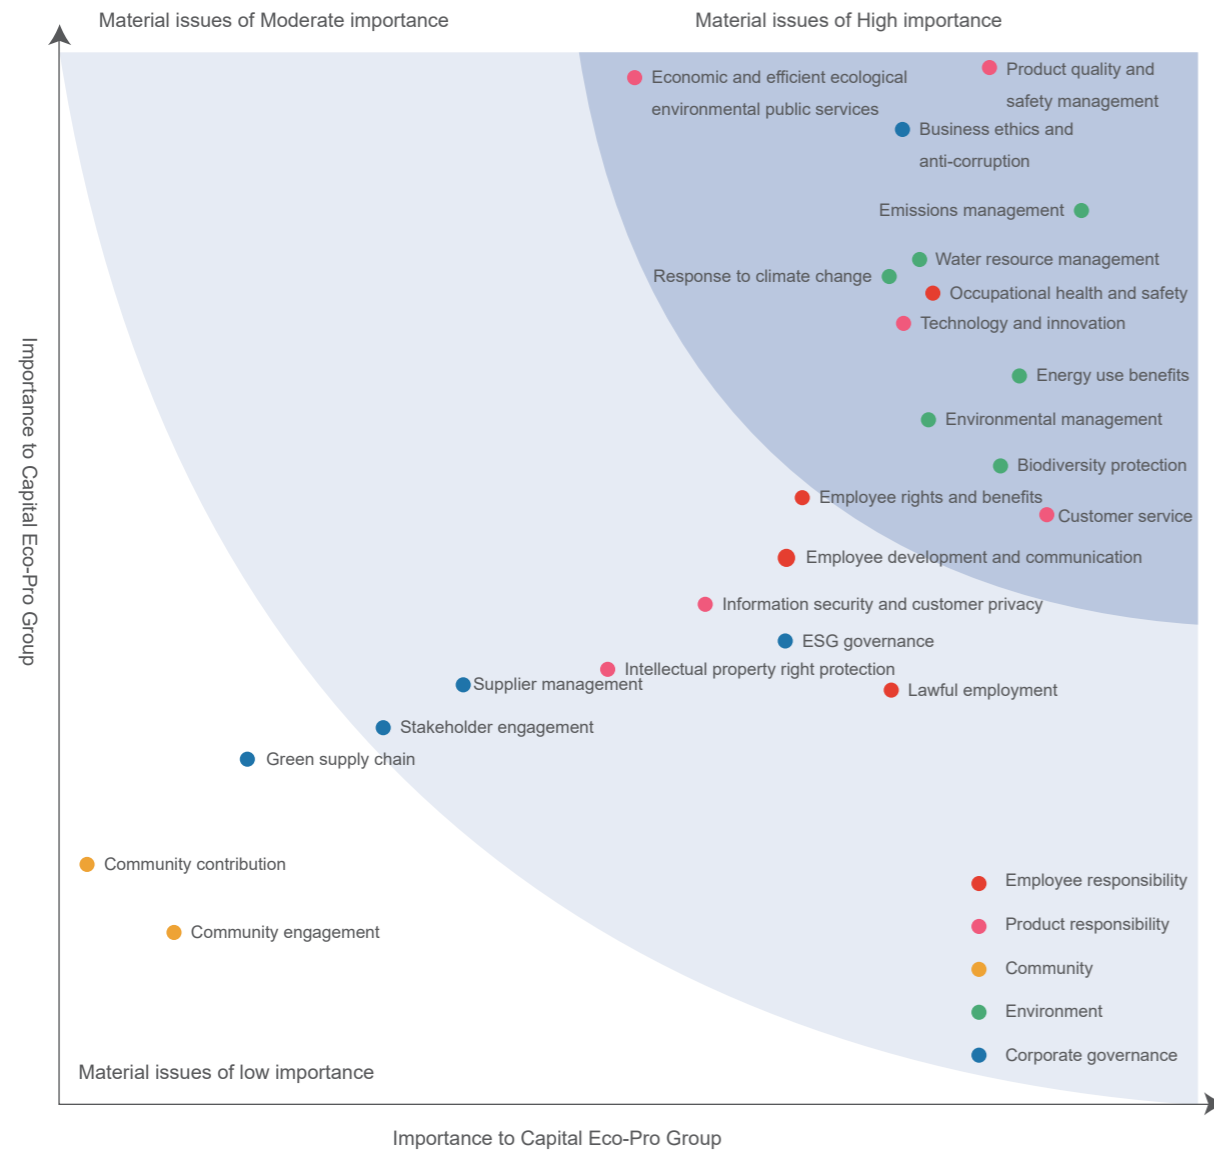 Material issues of Moderate importance
Material issues of High importance
Economic and efficient ecological
environmental public services
Product quality and
safety management
Business ethics and
anti-corruption
Emissions management
Water resource management
Response to climate change
Occupational health and safety
Technology and innovation
Energy use benefits
Environmental management
Biodiversity protection
Employee rights and benefits
Customer service
Employee development and communication
Information security and customer privacy
ESG governance
Intellectual property right protection
Supplier management
Lawful employment
Stakeholder engagement
Green supply chain
Community contribution
Community engagement
Employee responsibility
Product responsibility
Community
Environment
Corporate governance
Material issues of low importance
Importance to Capital Eco-Pro Group
Importance to Capital Eco-Pro Group